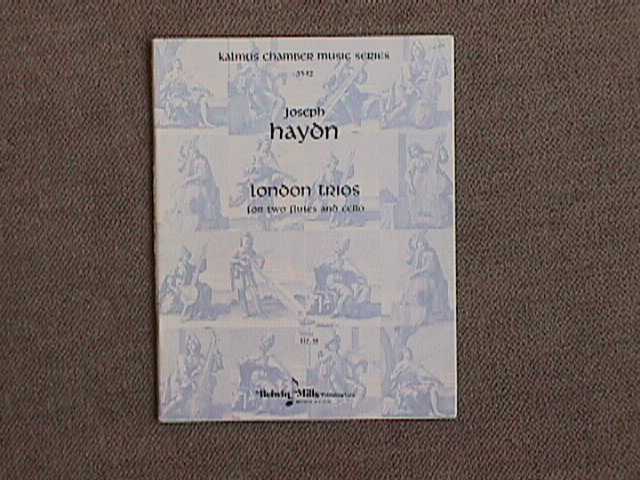 Kalmus Chamber Music Series
Joseph
Haydn
London Trios
for two flutes and cello
Belwin Mills